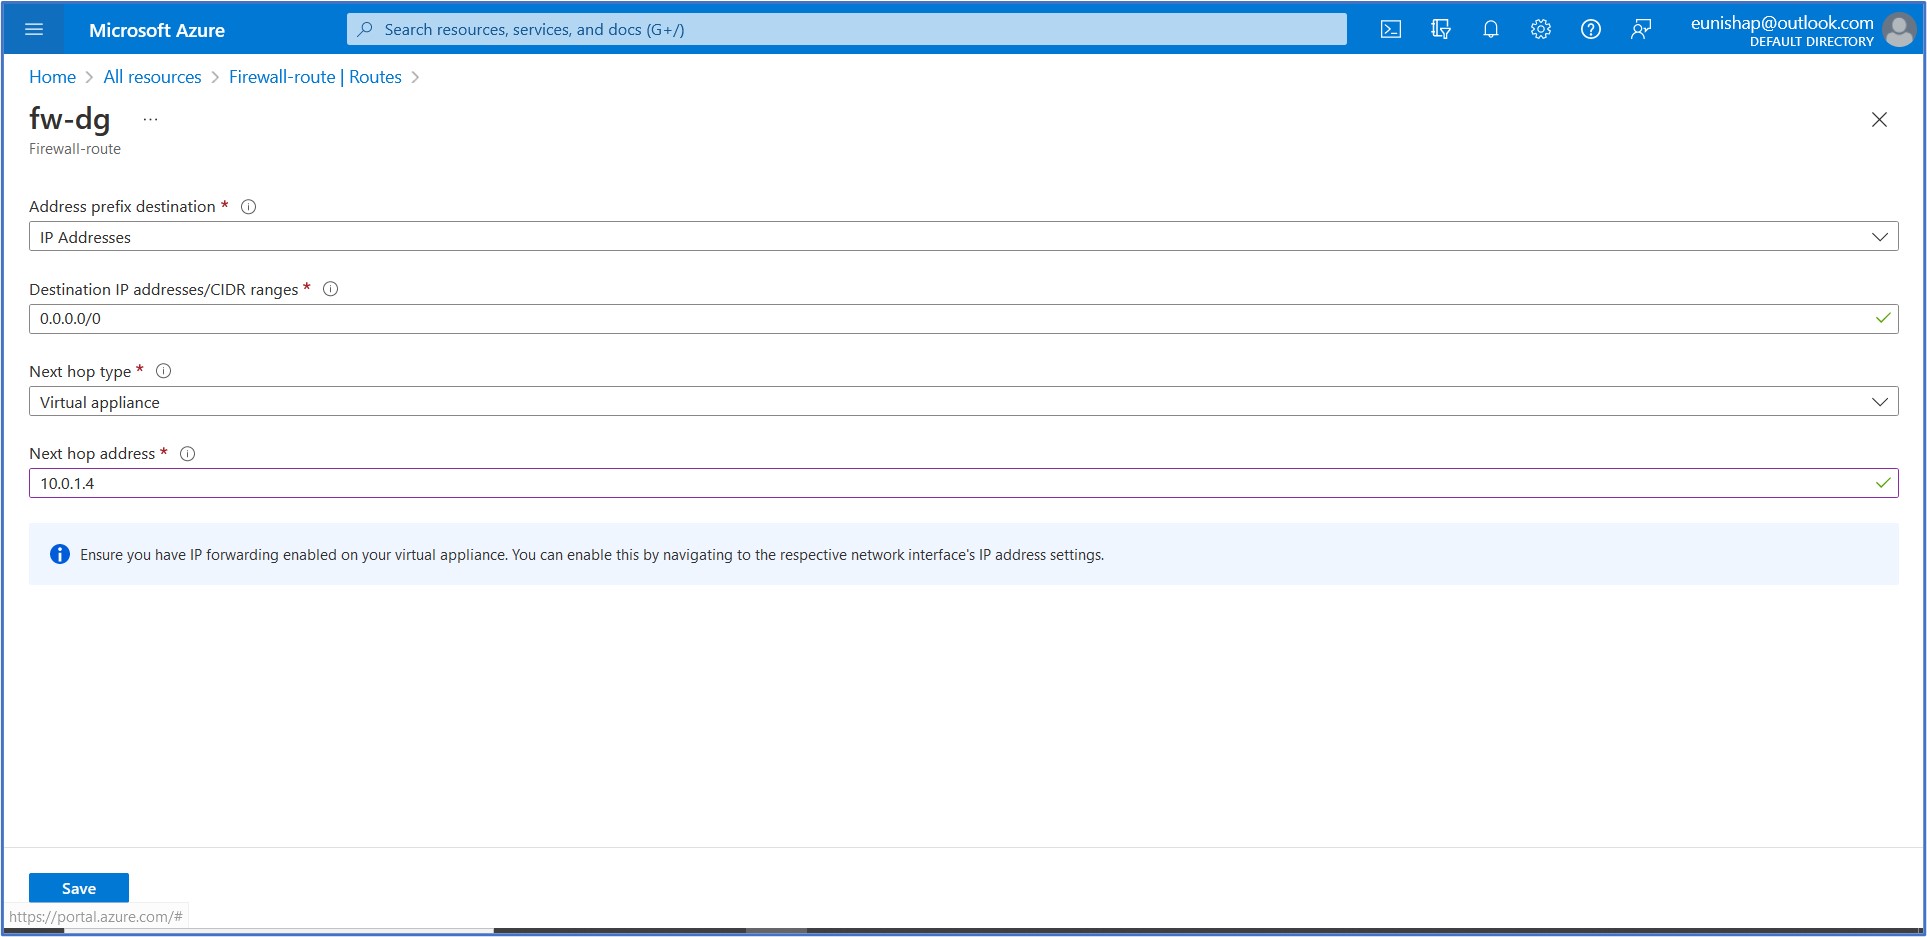 Microsoft Azure
Search resources, services, and docs (G+/)
eunishap@outlook.com
DEFAULT DIRECTORY
Home > All resources > Firewall-route | Routes >
fw-dg ...
Firewall-route
Address prefix destination *
IP Addresses
Destination IP addresses/CIDR ranges *
0.0.0.0/0
Next hop type *
Virtual appliance
Next hop address *
10.0.1.4
Ensure you have IP forwarding enabled on your virtual appliance. You can enable this by navigating to the respective network interface's IP address settings.
Save
https://portal.azure.com/#